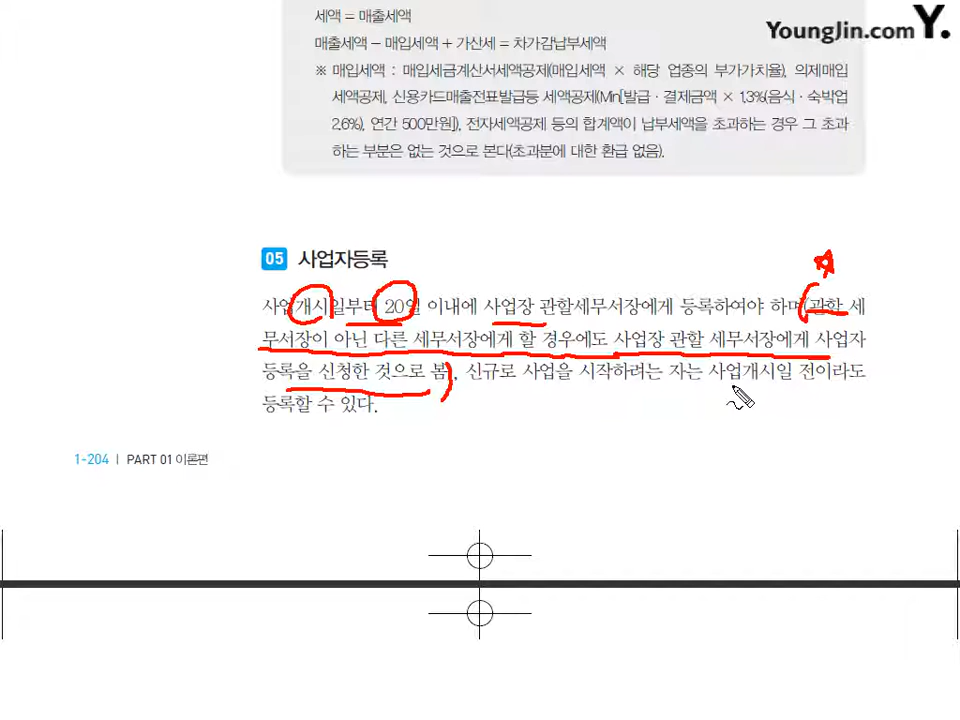 세액 = 매출세액
YoungJin.com Y.
매출세액 - 매입세액 + 가산세 = 차가감납부세액
※ 매입세액 : 매입세금계산서세액공제(매입세액 × 해당 업종의 부가가치율), 의제매입
세액공제, 신용카드매출전표발급등 세액공제(Min[발급 · 결제금액 × 1.3%(음식 · 숙박업
2.6%), 연간 500만원]), 전자세액공제 등의 합계액이 납부세액을 초과하는 경우 그 초과
하는 부분은 없는 것으로 본다(초과분에 대한 환급 없음).
05 사업자등록
사업개시일부터 20일 이내에 사업장 관할세무서장에게 등록하여야 하며(관할 세
무서장이 아닌 다른 세무서장에게 할 경우에도 사업장 관할 세무서장에게 사업자
등록을 신청한 것으로 봄), 신규로 사업을 시작하려는 자는 사업개시일 전이라도
등록할 수 있다.
1-204 | PART 01 이론편